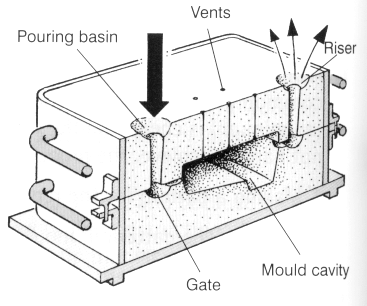 Vents
Pouring basin
Riser
Mould cavity
Gate